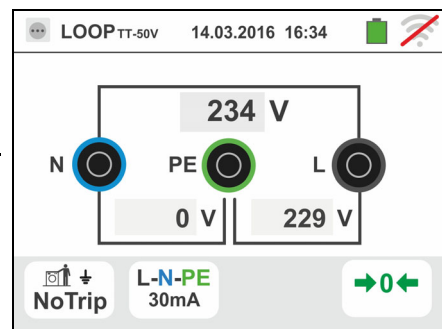 LOOP TT-50V 14.03.2016 16:34
234 V
N PE L
0 V 229 V
NoTrip
L-N-PE
30mA
→0←